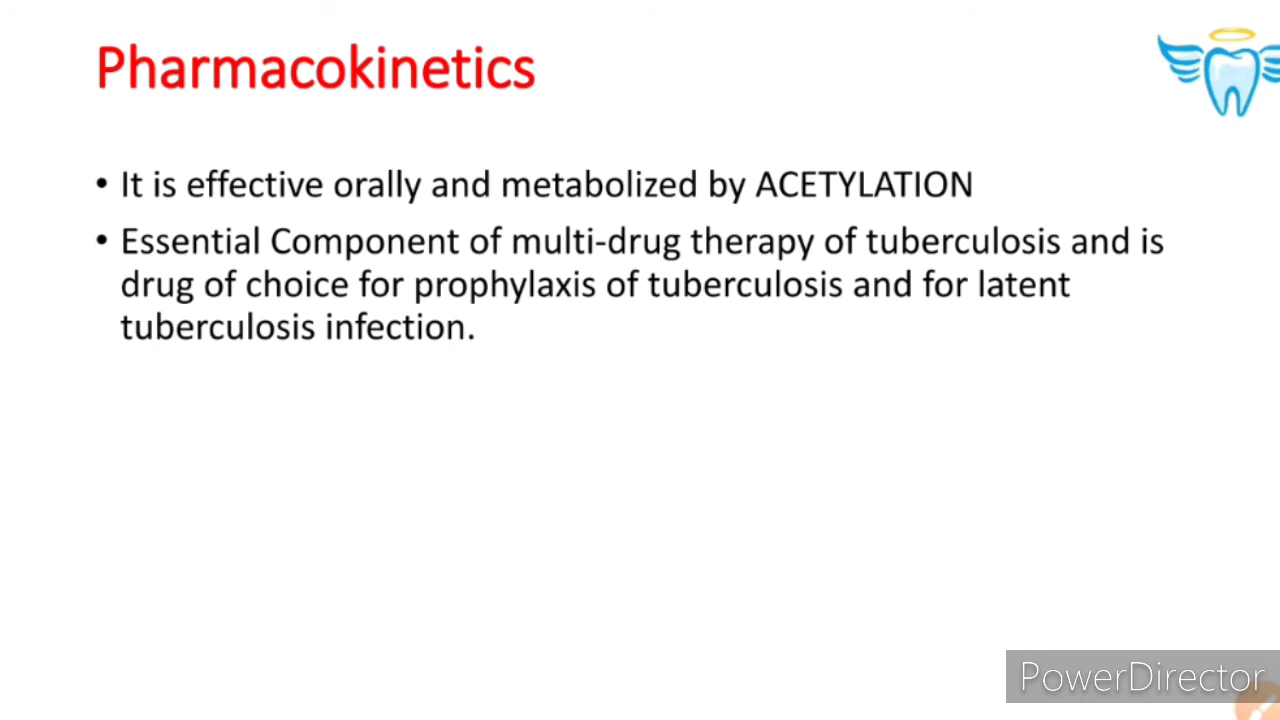 Pharmacokinetics
• It is effective orally and metabolized by ACETYLATION
• Essential Component of multi-drug therapy of tuberculosis and is
drug of choice for prophylaxis of tuberculosis and for latent
tuberculosis infection.
PowerDirector